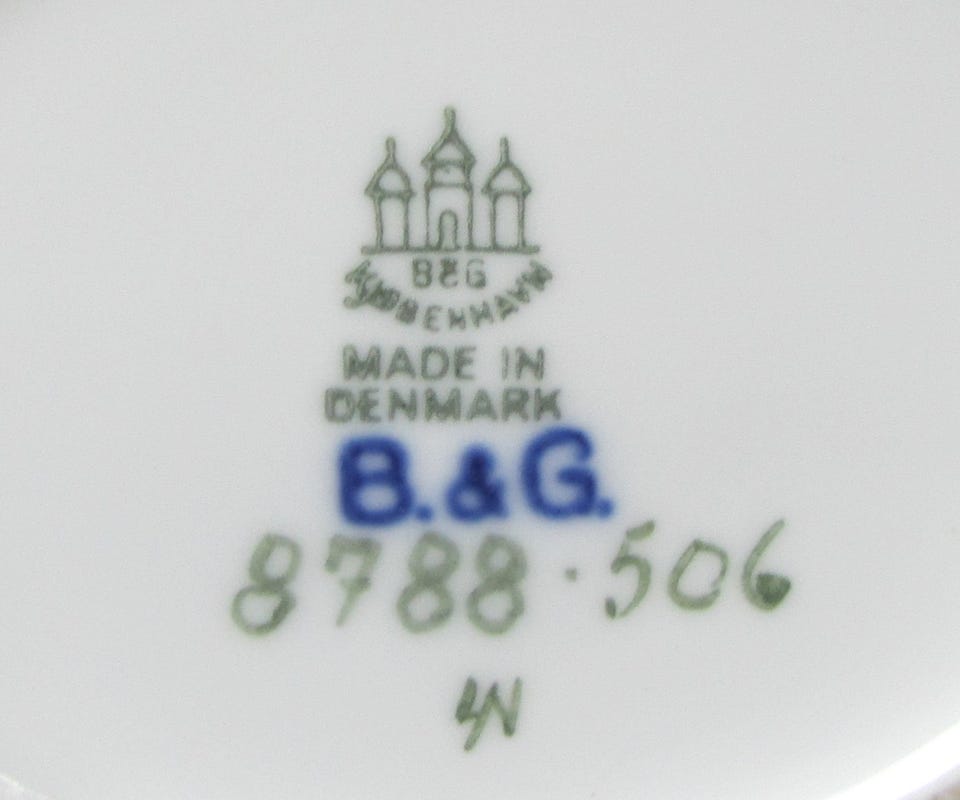 B&G
KJØBENHAVN
MADE IN
DENMARK
B.&G.
8788·506